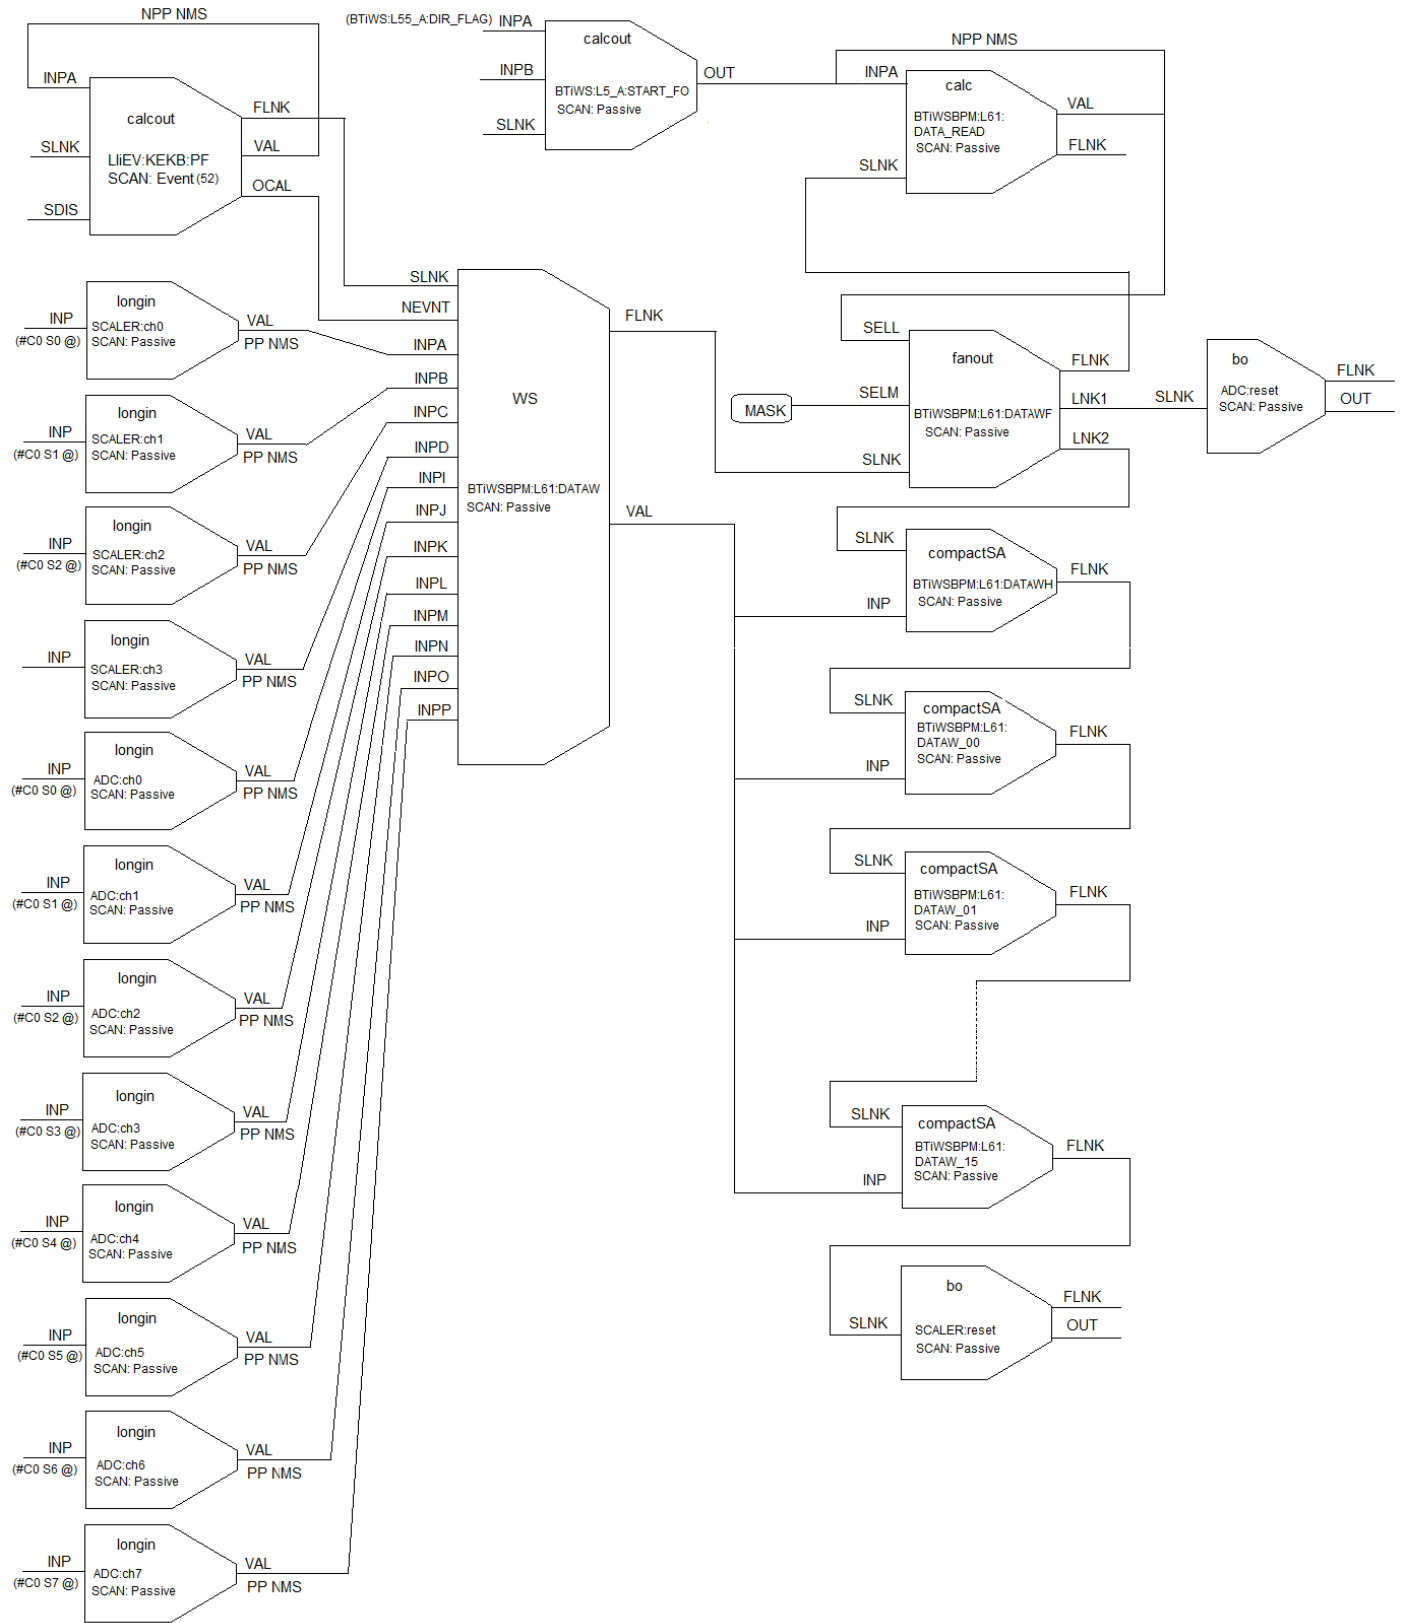 NPP NMS
INPA
calcout
FLNK
SLNK
VAL
LIiEV:KEKB:PF
SCAN: Event (52)
OCAL
SDIS
(BTiWS:L55_A:DIR_FLAG)
INPA
calcout
INPB
OUT
BTiWS:L5_A:START_FO
SCAN: Passive
SLNK
NPP NMS
INPA
calc
VAL
BTiWSBPM:L61:
DATA_READ
SCAN: Passive
FLNK
SLNK
longin
INP
(#C0 S0 @)
SCALER:ch0
SCAN: Passive
VAL
PP NMS
longin
INP
(#C0 S1 @)
SCALER:ch1
SCAN: Passive
VAL
PP NMS
longin
INP
(#C0 S2 @)
SCALER:ch2
SCAN: Passive
VAL
PP NMS
longin
INP
SCALER:ch3
SCAN: Passive
VAL
PP NMS
longin
INP
(#C0 S0 @)
ADC:ch0
SCAN: Passive
VAL
PP NMS
longin
INP
(#C0 S1 @)
ADC:ch1
SCAN: Passive
VAL
PP NMS
longin
INP
(#C0 S2 @)
ADC:ch2
SCAN: Passive
VAL
PP NMS
longin
INP
(#C0 S3 @)
ADC:ch3
SCAN: Passive
VAL
PP NMS
longin
INP
(#C0 S4 @)
ADC:ch4
SCAN: Passive
VAL
PP NMS
longin
INP
(#C0 S5 @)
ADC:ch5
SCAN: Passive
VAL
PP NMS
longin
INP
(#C0 S6 @)
ADC:ch6
SCAN: Passive
VAL
PP NMS
longin
INP
(#C0 S7 @)
ADC:ch7
SCAN: Passive
VAL
PP NMS
SLNK
NEVNT
INPA
INPB
INPC
INPD
INPI
INPJ
INPK
INPL
INPM
INPN
INPO
INPP
WS
BTiWSBPM:L61:DATAW
SCAN: Passive
FLNK
VAL
SELL
fanout
FLNK
SELM
MASK
LNK1
BTiWSBPM:L61:DATAWF
SCAN: Passive
LNK2
SLNK
SLNK
bo
ADC:reset
SCAN: Passive
FLNK
OUT
SLNK
compactSA
FLNK
BTiWSBPM:L61:DATAWH
SCAN: Passive
INP
SLNK
compactSA
BTiWSBPM:L61:
DATAW_00
SCAN: Passive
FLNK
INP
SLNK
compactSA
BTiWSBPM:L61:
DATAW_01
SCAN: Passive
FLNK
INP
SLNK
compactSA
BTiWSBPM:L61:
DATAW_15
SCAN: Passive
FLNK
INP
bo
FLNK
SLNK
SCALER:reset
SCAN: Passive
OUT